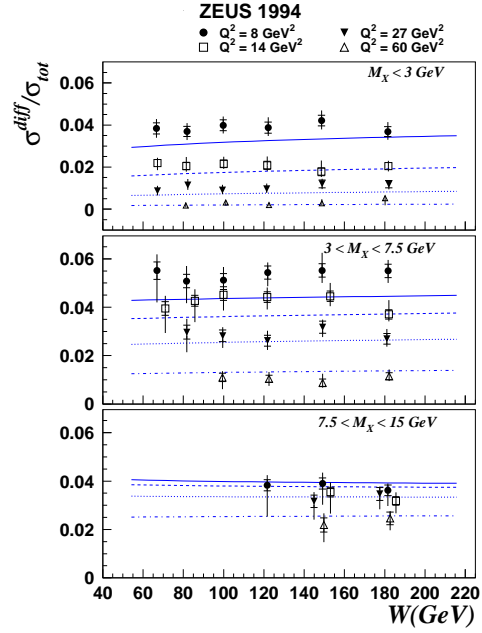 ZEUS 1994
● Q² = 8 GeV² ▼ Q² = 27 GeV²
□ Q² = 14 GeV² △ Q² = 60 GeV²
σ^diff/σ_tot
M_X < 3 GeV
0.06
0.04
0.02
0
3 < M_X < 7.5 GeV
0.06
0.04
0.02
0
7.5 < M_X < 15 GeV
0.06
0.04
0.02
0
40 60 80 100 120 140 160 180 200 220
W(GeV)